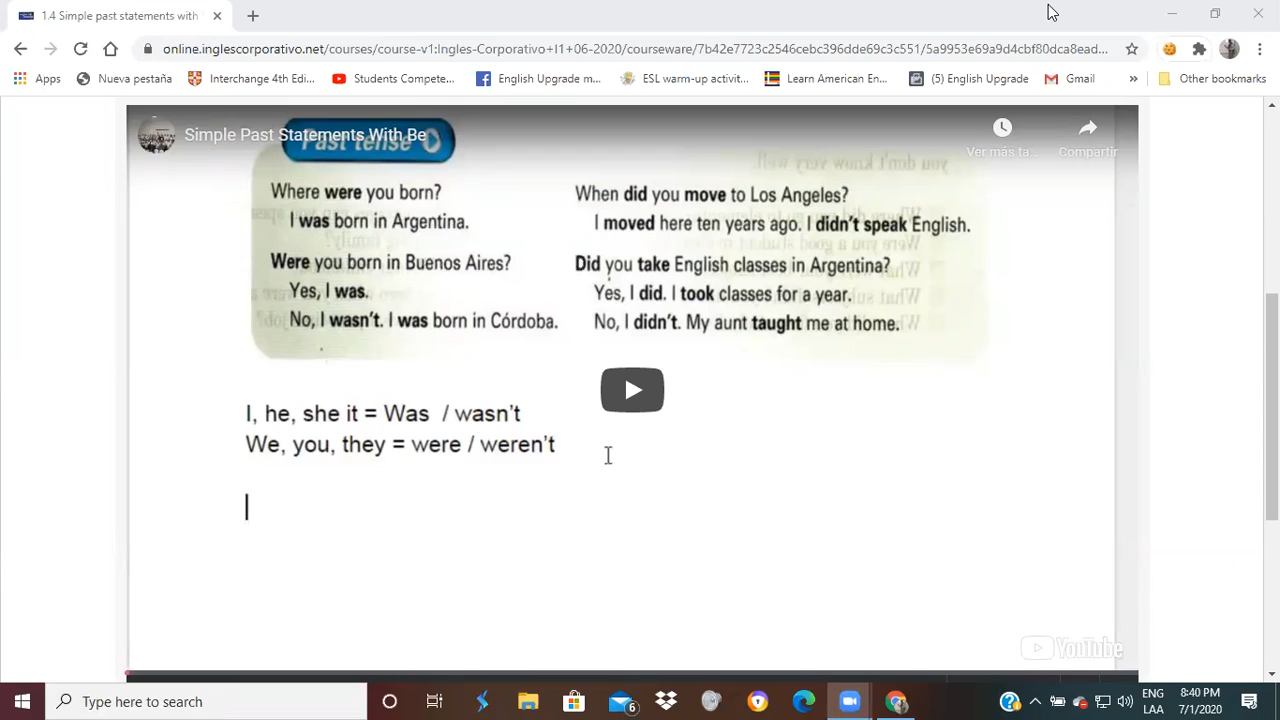 1.4 Simple past statements with
online.inglescorporativo.net/courses/course-v1:Ingles-Corporativo+I1+06-2020/courseware/7b42e7723c2546cebc396dde69c3c551/5a9953e69a9d4cbf80dca8ead...
Apps
Nueva pestaña
Interchange 4th Edi...
Students Compete...
English Upgrade m...
ESL warm-up activit...
Learn American En...
(5) English Upgrade
Gmail
»
Other bookmarks
Simple Past Statements With Be
Past tense
Ver más ta...
Compartir
Where were you born?
I was born in Argentina.
Were you born in Buenos Aires?
Yes, I was.
No, I wasn't. I was born in Córdoba.
When did you move to Los Angeles?
I moved here ten years ago. I didn't speak English.
Did you take English classes in Argentina?
Yes, I did. I took classes for a year.
No, I didn't. My aunt taught me at home.
I, he, she it = Was / wasn't
We, you, they = were / weren't
YouTube
Type here to search
6
ENG
LAA
8:40 PM
7/1/2020